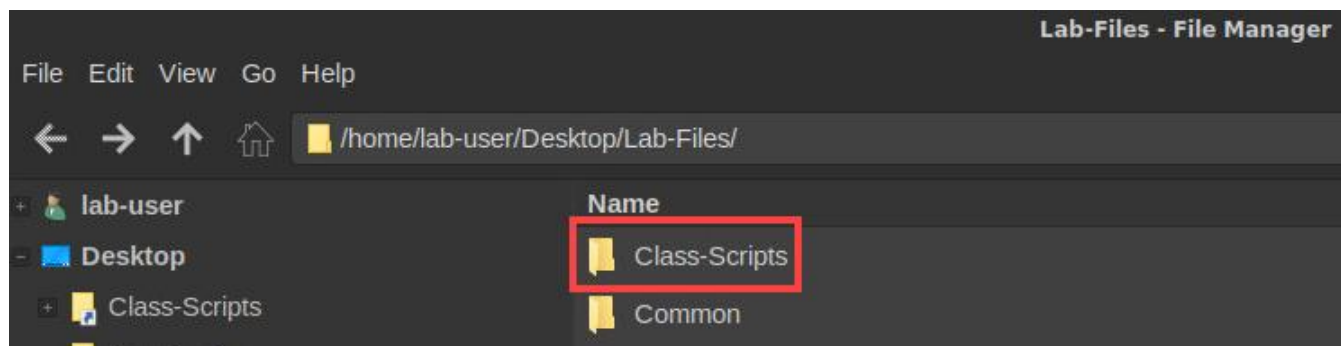 Lab-Files - File Manager
File Edit View Go Help
/home/lab-user/Desktop/Lab-Files/
lab-user
Desktop
Class-Scripts
Name
Class-Scripts
Common